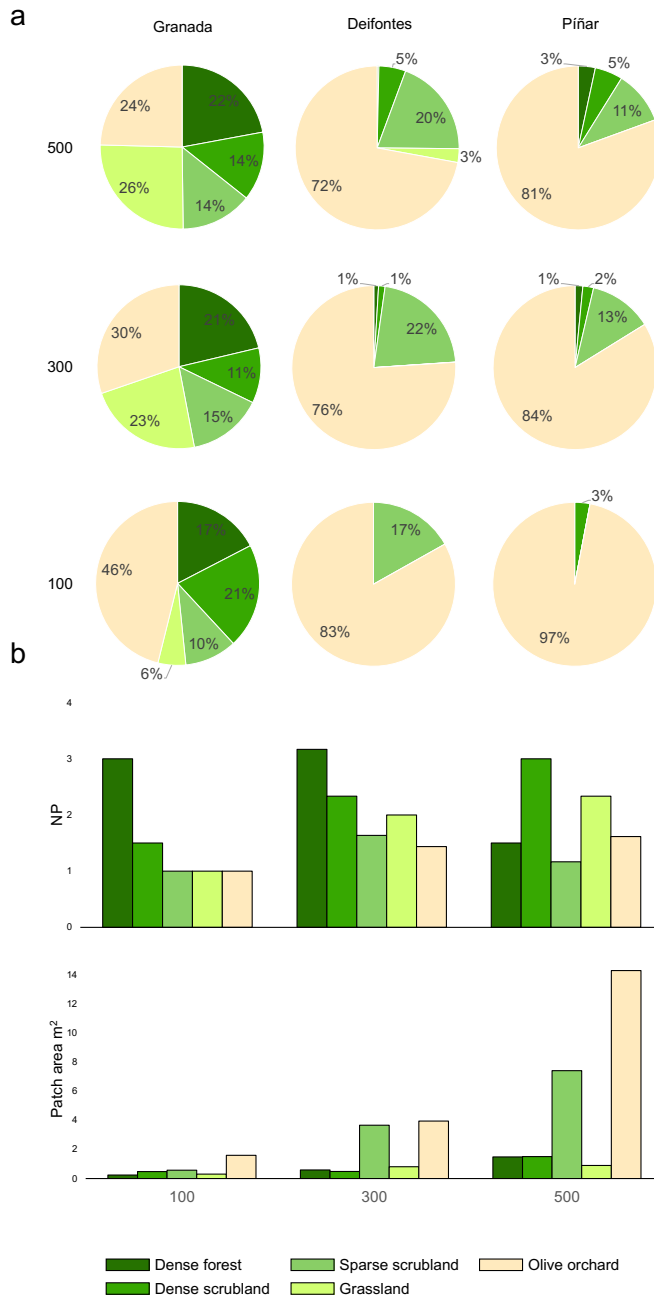 a
Granada Deifontes Píñar
500
24% 22% 14% 14% 26%
5% 20% 3% 72%
3% 5% 11% 81%
300
30% 21% 11% 15% 23%
1% 1% 22% 76%
1% 2% 13% 84%
100
46% 17% 21% 10% 6%
17% 83%
3% 97%
b
NP
4
3
2
1
0
Patch area m²
14
12
10
8
6
4
2
0
100 300 500
Dense forest Sparse scrubland Olive orchard
Dense scrubland Grassland